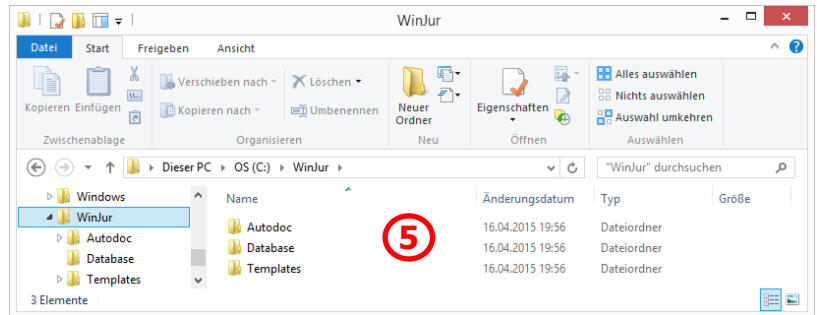 WinJur
Datei Start Freigeben Ansicht
Kopieren Einfügen
Verschieben nach
Kopieren nach
Löschen
Umbenennen
Neuer
Ordner
Eigenschaften
Alles auswählen
Nichts auswählen
Auswahl umkehren
Zwischenablage Organisieren Neu Öffnen Auswählen
Dieser PC OS (C:) WinJur "WinJur" durchsuchen
Windows
WinJur
Autodoc
Database
Templates
Name Änderungsdatum Typ Größe
Autodoc 16.04.2015 19:56 Dateiordner
Database 16.04.2015 19:56 Dateiordner
Templates 16.04.2015 19:56 Dateiordner
5
3 Elemente